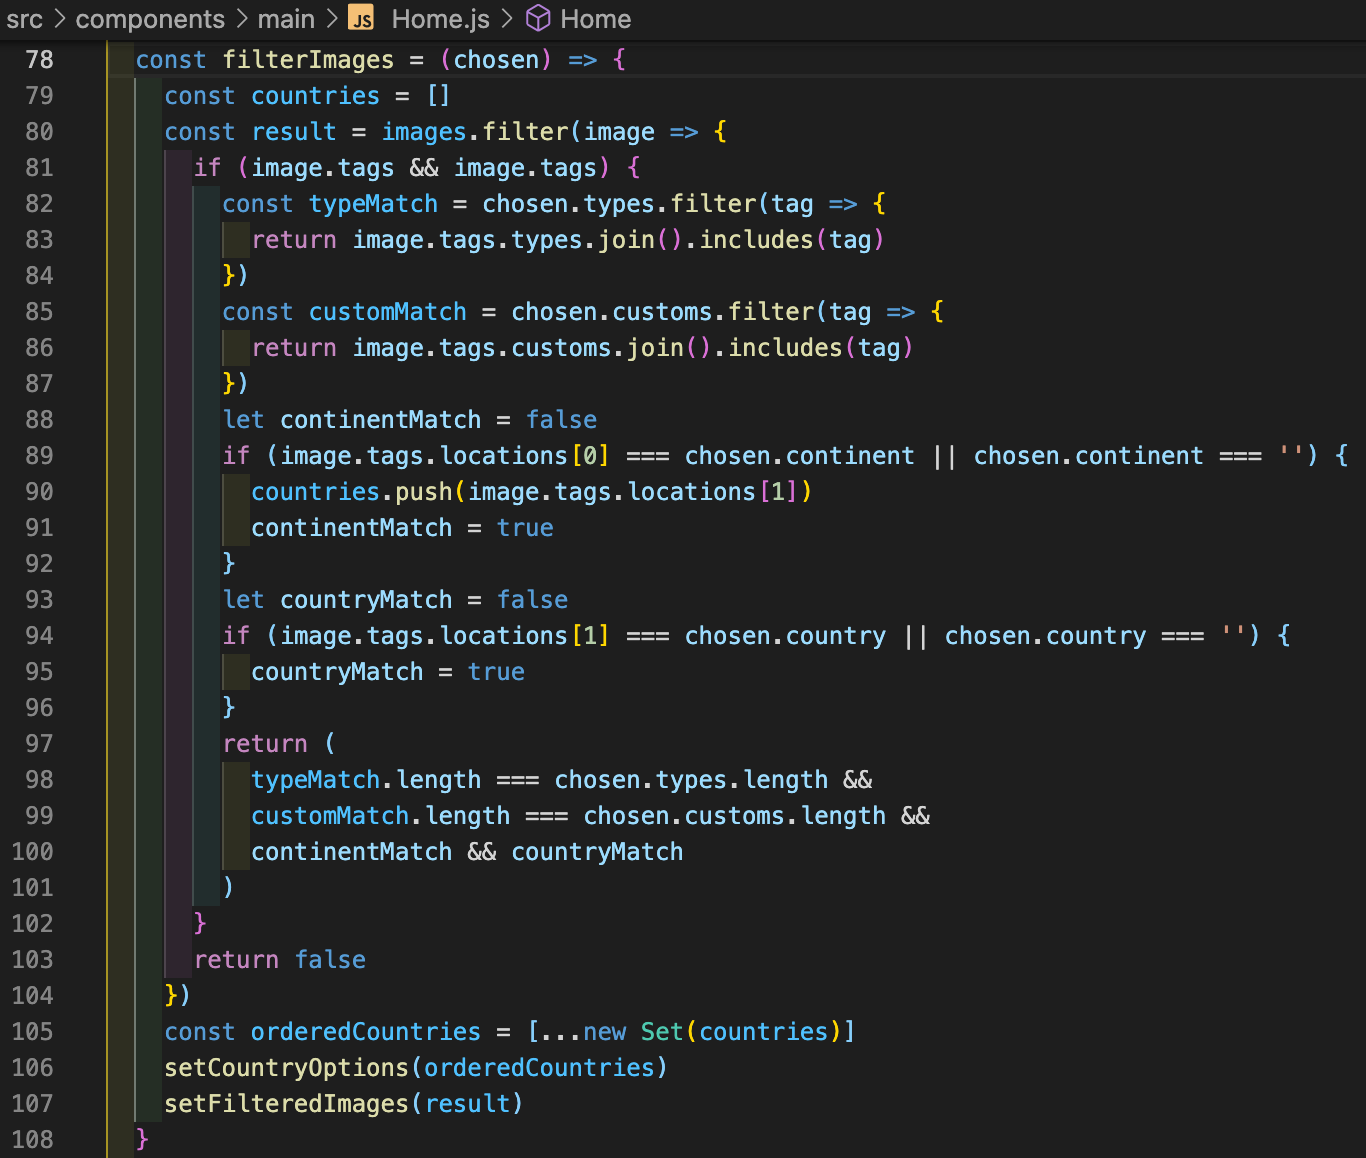 src > components > main > JS Home.js > Home
78 const filterImages = (chosen) => {
79 const countries = []
80 const result = images.filter(image => {
81 if (image.tags && image.tags) {
82 const typeMatch = chosen.types.filter(tag => {
83 return image.tags.types.join().includes(tag)
84 })
85 const customMatch = chosen.customs.filter(tag => {
86 return image.tags.customs.join().includes(tag)
87 })
88 let continentMatch = false
89 if (image.tags.locations[0] === chosen.continent || chosen.continent === '') {
90 countries.push(image.tags.locations[1])
91 continentMatch = true
92 }
93 let countryMatch = false
94 if (image.tags.locations[1] === chosen.country || chosen.country === '') {
95 countryMatch = true
96 }
97 return (
98 typeMatch.length === chosen.types.length &&
99 customMatch.length === chosen.customs.length &&
100 continentMatch && countryMatch
101 )
102 }
103 return false
104 })
105 const orderedCountries = [...new Set(countries)]
106 setCountryOptions(orderedCountries)
107 setFilteredImages(result)
108 }